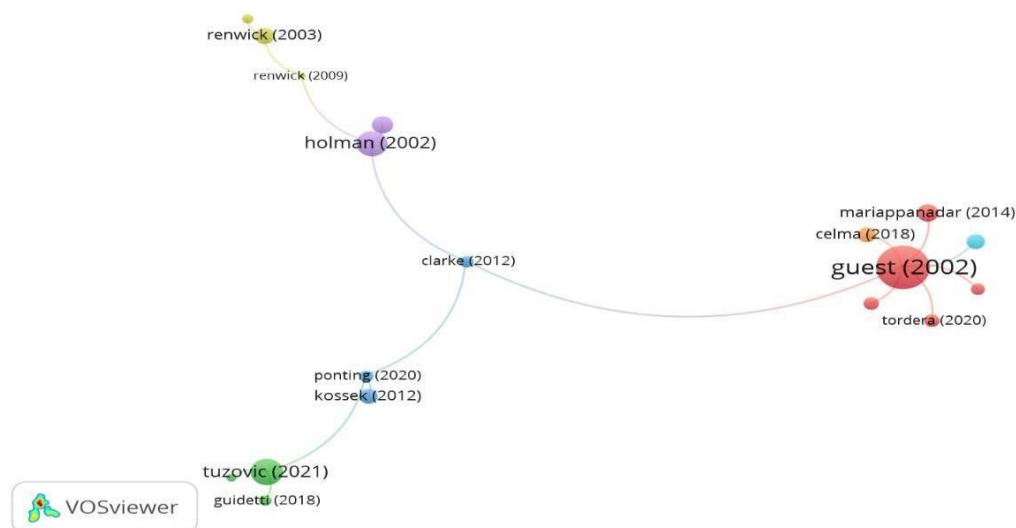 renwick (2003)
renwick (2009)
holman (2002)
mariappanadar (2014)
celma (2018)
clarke (2012)
guest (2002)
tordera (2020)
ponting (2020)
kossek (2012)
tuzovic (2021)
guidetti (2018)
VOSviewer